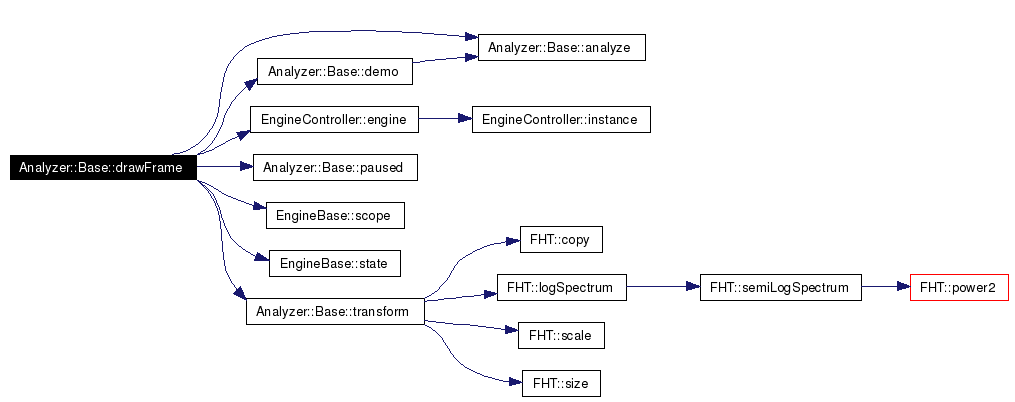 Analyzer::Base::analyze
Analyzer::Base::demo
EngineController::engine
EngineController::instance
Analyzer::Base::drawFrame
Analyzer::Base::paused
EngineBase::scope
FHT::copy
EngineBase::state
FHT::logSpectrum
FHT::semiLogSpectrum
FHT::power2
Analyzer::Base::transform
FHT::scale
FHT::size